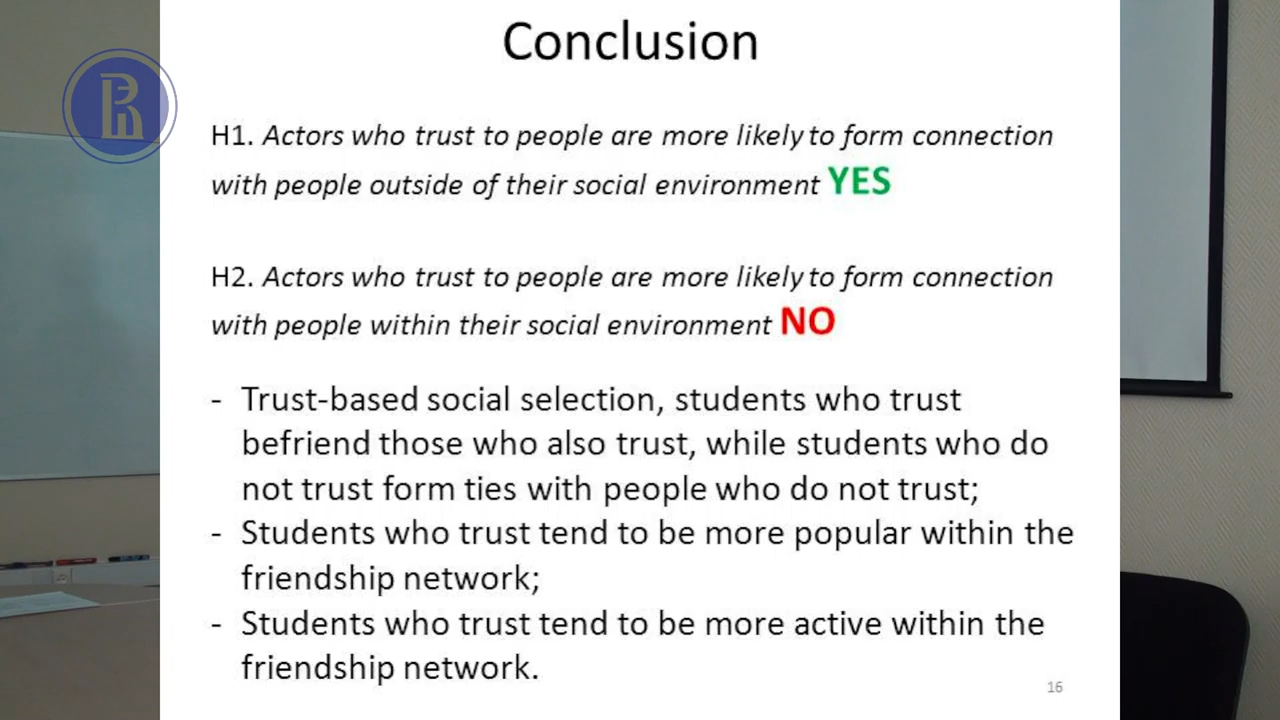 Conclusion
H1. Actors who trust to people are more likely to form connection
with people outside of their social environment YES
H2. Actors who trust to people are more likely to form connection
with people within their social environment NO
- Trust-based social selection, students who trust
befriend those who also trust, while students who do
not trust form ties with people who do not trust;
- Students who trust tend to be more popular within the
friendship network;
- Students who trust tend to be more active within the
friendship network.
16